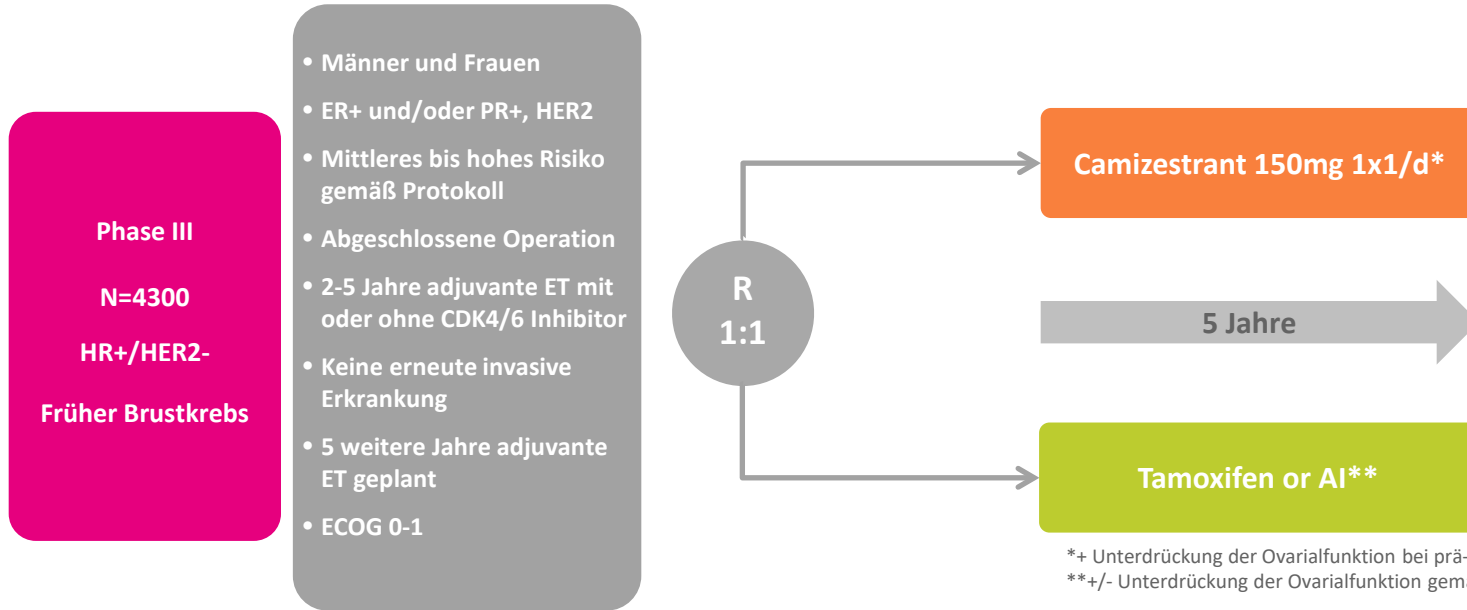 Phase III
N=4300
HR+/HER2-
Früher Brustkrebs
• Männer und Frauen
• ER+ und/oder PR+, HER2
• Mittleres bis hohes Risiko
gemäß Protokoll
• Abgeschlossene Operation
• 2-5 Jahre adjuvante ET mit
oder ohne CDK4/6 Inhibitor
• Keine erneute invasive
Erkrankung
• 5 weitere Jahre adjuvante
ET geplant
• ECOG 0-1
R
1:1
Camizestrant 150mg 1x1/d*
5 Jahre
Tamoxifen or AI**
*+ Unterdrückung der Ovarialfunktion bei prä-
**+/- Unterdrückung der Ovarialfunktion